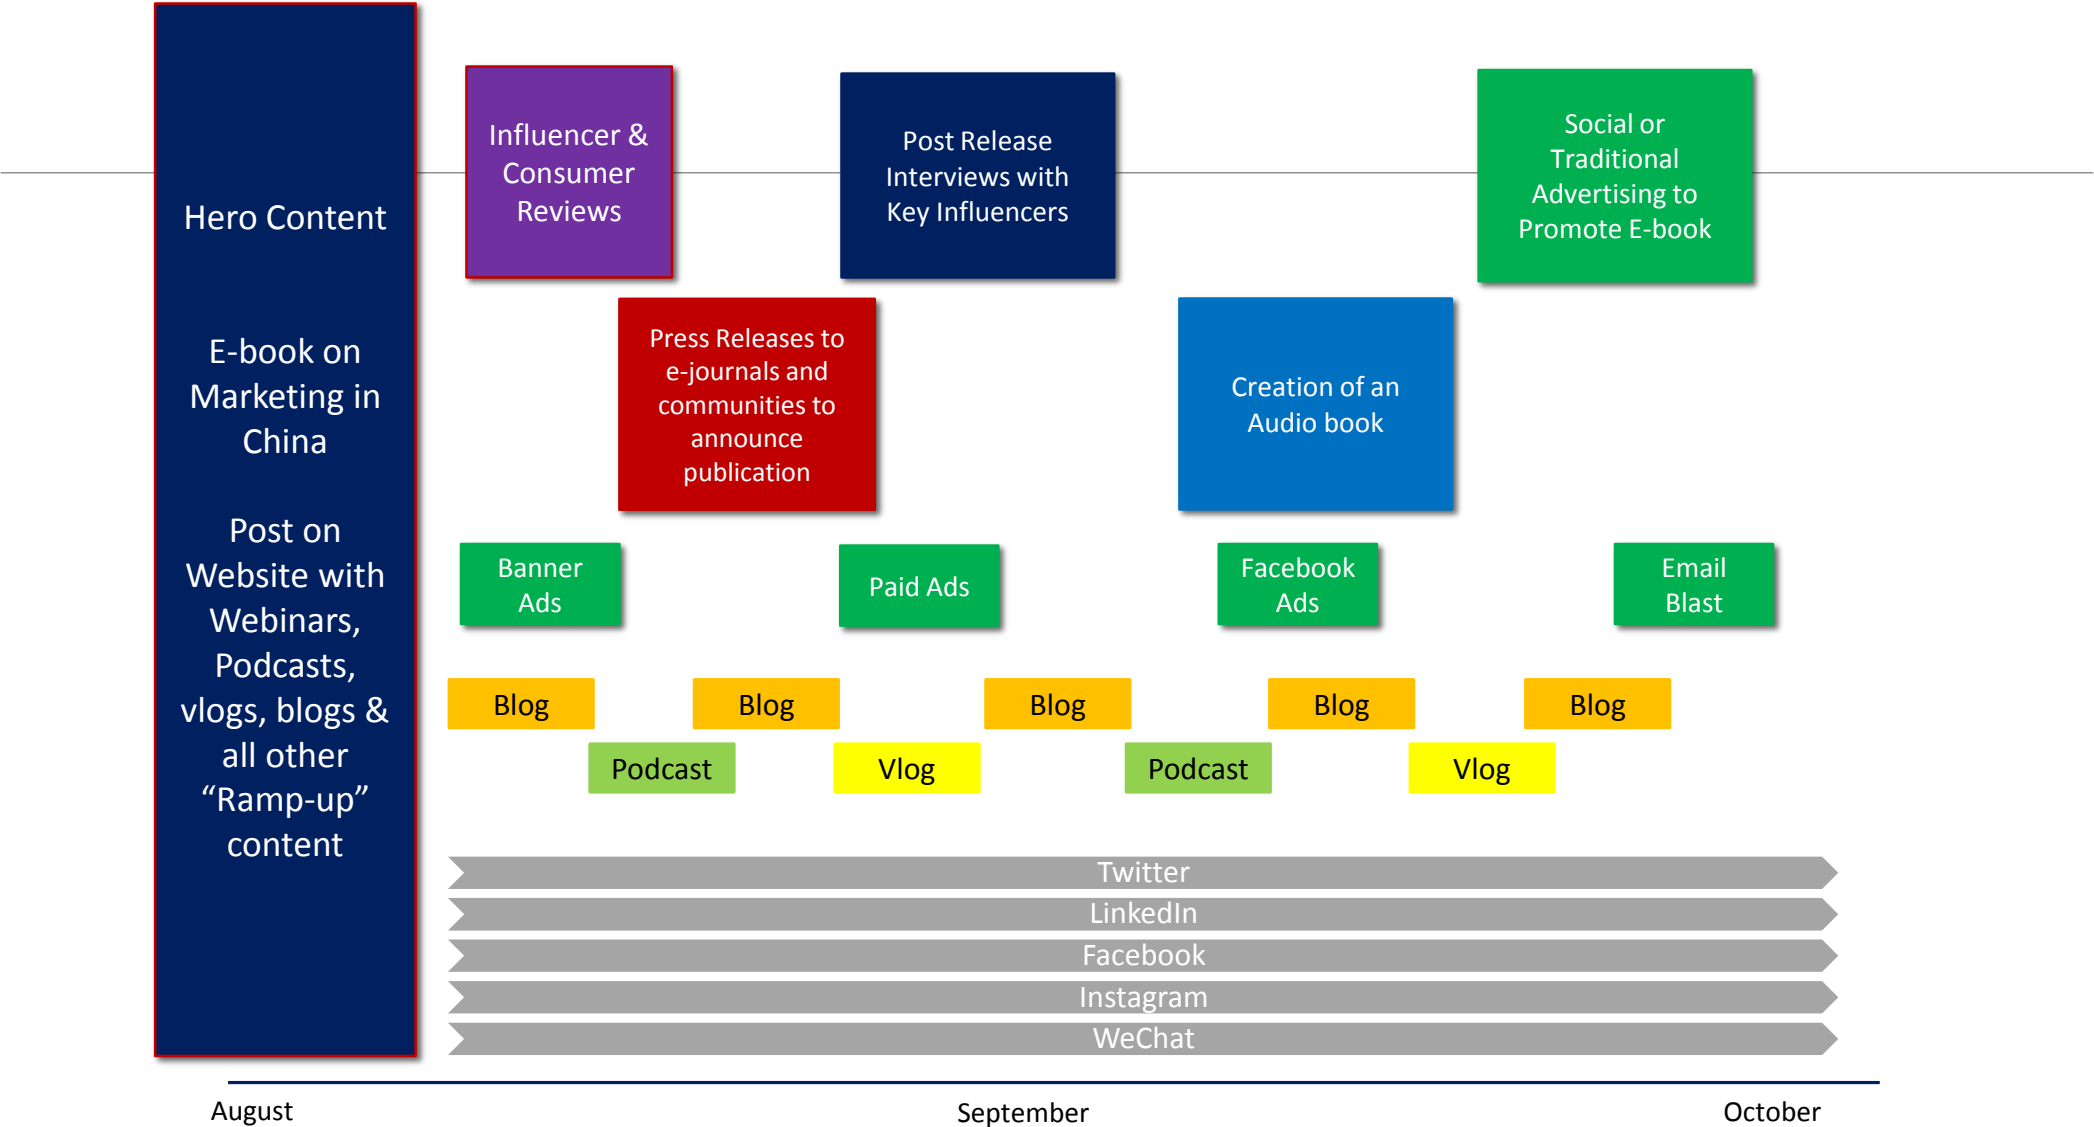 Hero Content
E-book on
Marketing in
China
Post on
Website with
Webinars,
Podcasts,
vlogs, blogs &
all other
“Ramp-up”
content
Influencer &
Consumer
Reviews
Post Release
Interviews with
Key Influencers
Social or
Traditional
Advertising to
Promote E-book
Press Releases to
e-journals and
communities to
announce
publication
Creation of an
Audio book
Banner
Ads
Paid Ads
Facebook
Ads
Email
Blast
Blog
Blog
Blog
Blog
Blog
Podcast
Vlog
Podcast
Vlog
Twitter
LinkedIn
Facebook
Instagram
WeChat
August
September
October